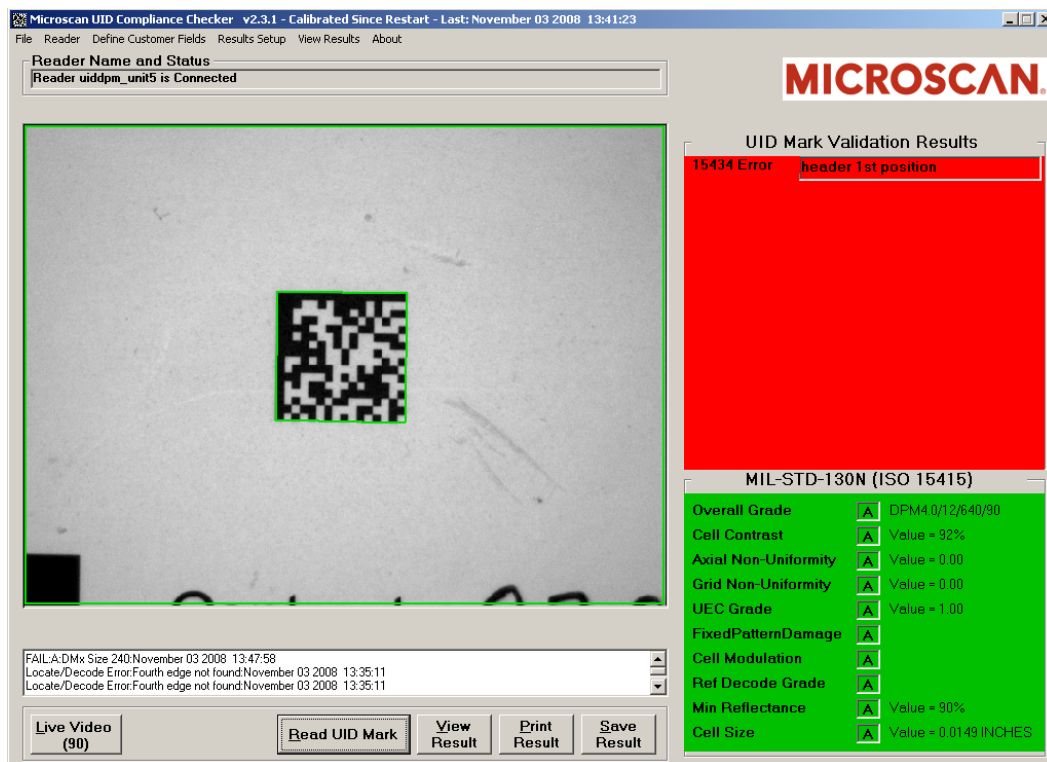 Microscan UID Compliance Checker v2.3.1 - Calibrated Since Restart - Last: November 03 2008 13:41:23
File Reader Define Customer Fields Results Setup View Results About
Reader Name and Status
Reader uiddpm_unit5 is Connected
MICROSCAN.
UID Mark Validation Results
15434 Error header 1st position
MIL-STD-130N (ISO 15415)
Overall Grade A DPM4.0/12/640/90
Cell Contrast A Value = 92%
Axial Non-Uniformity A Value = 0.00
Grid Non-Uniformity A Value = 0.00
UEC Grade A Value = 1.00
FixedPatternDamage A
Cell Modulation A
Ref Decode Grade A
Min Reflectance A Value = 90%
Cell Size A Value = 0.0149 INCHES
FAIL:A:DMx Size 240:November 03 2008 13:47:58
Locate/Decode Error:Fourth edge not found:November 03 2008 13:35:11
Locate/Decode Error:Fourth edge not found:November 03 2008 13:35:11
Live Video (90)
Read UID Mark
View Result
Print Result
Save Result